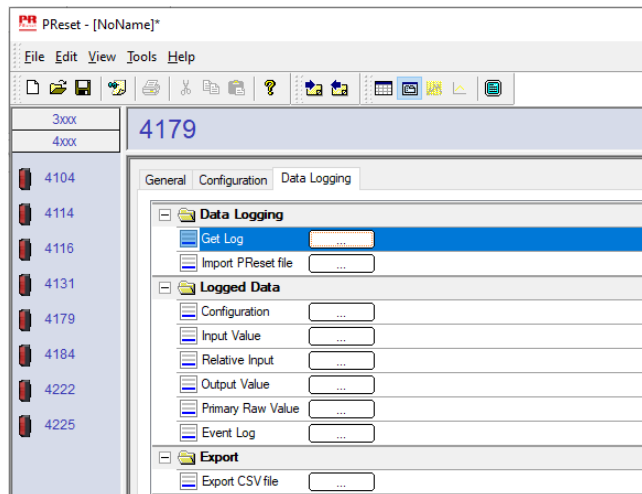 PR
PReset - [NoName]*
File Edit View Tools Help
3xxx
4xxx
4179
4104
4114
4116
4131
4179
4184
4222
4225
General Configuration Data Logging
Data Logging
Get Log ...
Import PReset file ...
Logged Data
Configuration ...
Input Value ...
Relative Input ...
Output Value ...
Primary Raw Value ...
Event Log ...
Export
Export CSV file ...